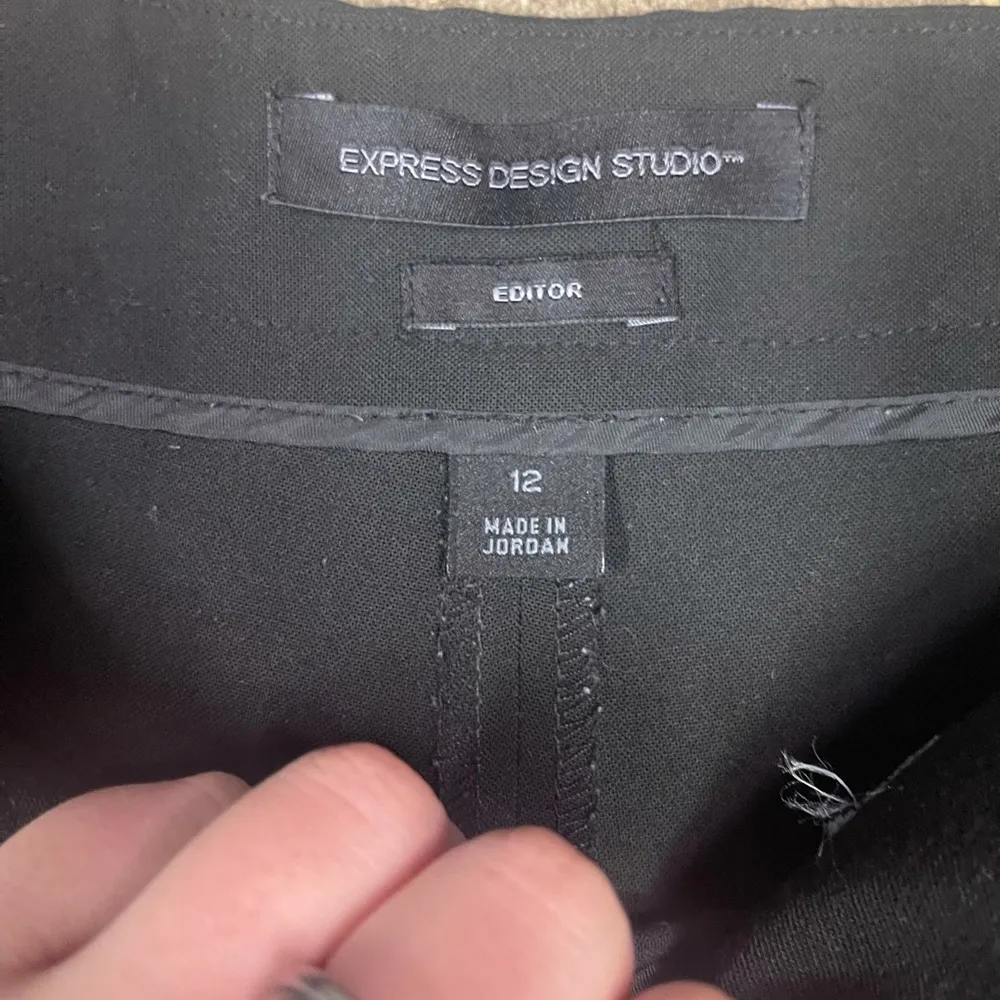 EXPRESS DESIGN STUDIO™
EDITOR
12
MADE IN
JORDAN